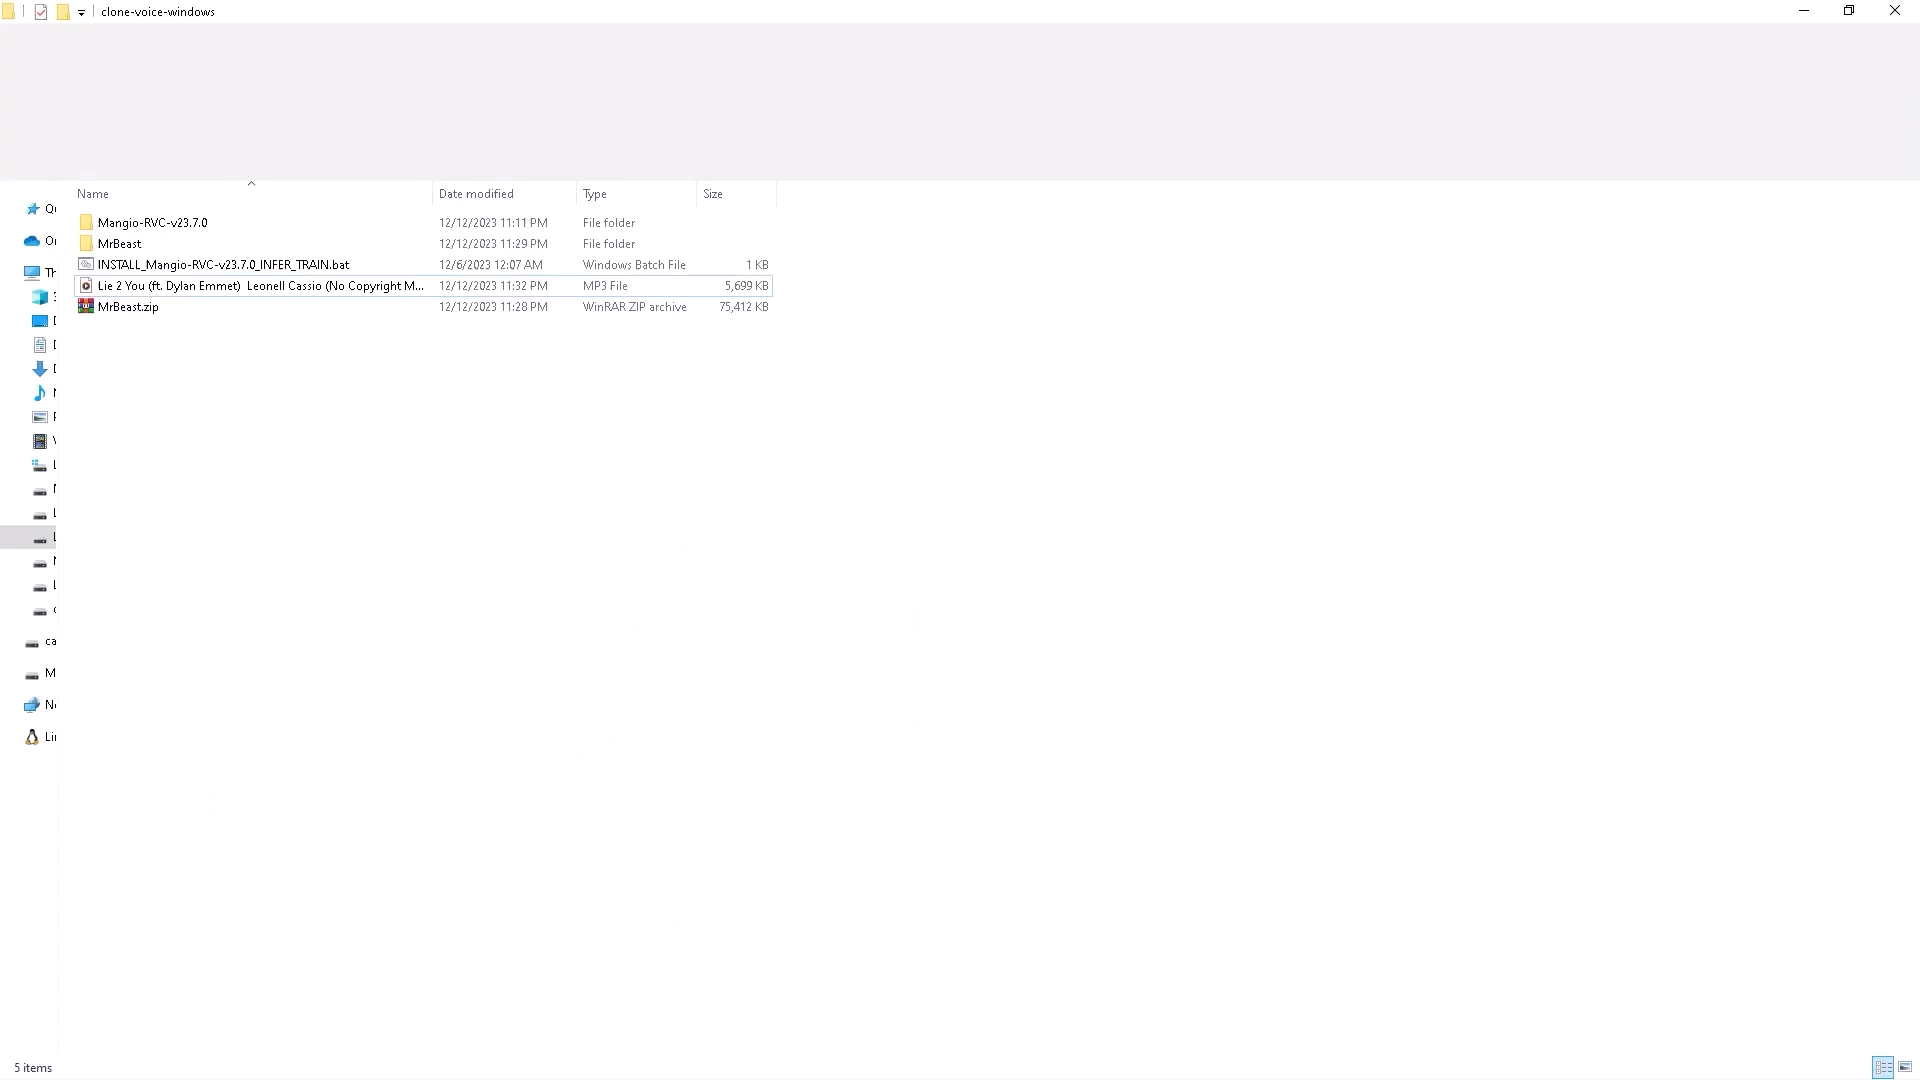 clone-voice-windows
Name Date modified Type Size
Mangio-RVC-v23.7.0 12/12/2023 11:11 PM File folder
MrBeast 12/12/2023 11:29 PM File folder
INSTALL_Mangio-RVC-v23.7.0_INFER_TRAIN.bat 12/6/2023 12:07 AM Windows Batch File 1 KB
Lie 2 You (ft. Dylan Emmet)  Leonell Cassio (No Copyright M... 12/12/2023 11:32 PM MP3 File 5,699 KB
MrBeast.zip 12/12/2023 11:28 PM WinRAR ZIP archive 75,412 KB
ca
M
Lin
5 items